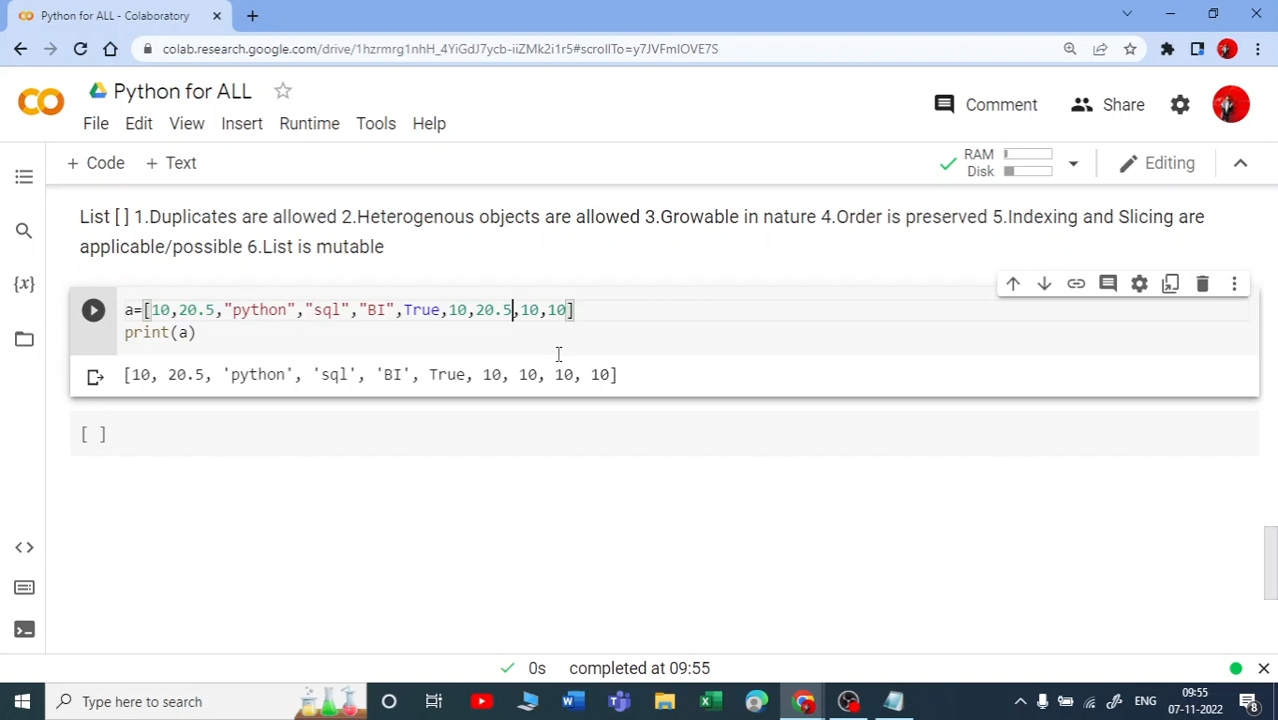 Python for ALL - Colaboratory
colab.research.google.com/drive/1hzrmrg1nhH_4YiGdJ7ycb-iiZMk2i1r5#scrollTo=y7JVFmIOVE7S
Python for ALL
File Edit View Insert Runtime Tools Help
Comment Share
+ Code + Text
RAM
Disk
Editing
List [ ] 1.Duplicates are allowed 2.Heterogenous objects are allowed 3.Growable in nature 4.Order is preserved 5.Indexing and Slicing are
applicable/possible 6.List is mutable
a=[10,20.5,"python","sql","BI",True,10,20.5,10,10]
print(a)
[10, 20.5, 'python', 'sql', 'BI', True, 10, 10, 10, 10]
[ ]
{x}
0s completed at 09:55
Type here to search
ENG
09:55
07-11-2022
8